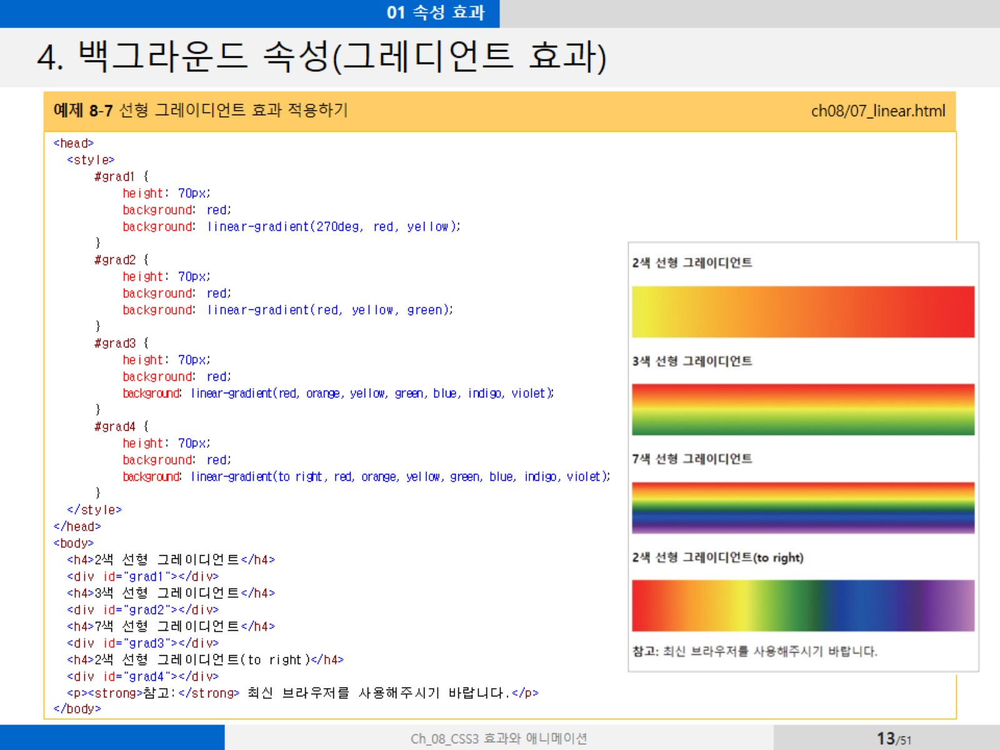 01 속성 효과
4. 백그라운드 속성(그레디언트 효과)
예제 8-7 선형 그레이디언트 효과 적용하기
ch08/07_linear.html
<head>
<style>
#grad1 {
height: 70px;
background: red;
background: linear-gradient(270deg, red, yellow);
}
#grad2 {
height: 70px;
background: red;
background: linear-gradient(red, yellow, green);
}
#grad3 {
height: 70px;
background: red;
background: linear-gradient(red, orange, yellow, green, blue, indigo, violet);
}
#grad4 {
height: 70px;
background: red;
background: linear-gradient(to right, red, orange, yellow, green, blue, indigo, violet);
}
</style>
</head>
<body>
<h4>2색 선형 그레이디언트</h4>
<div id="grad1"></div>
<h4>3색 선형 그레이디언트</h4>
<div id="grad2"></div>
<h4>7색 선형 그레이디언트</h4>
<div id="grad3"></div>
<h4>2색 선형 그레이디언트(to right)</h4>
<div id="grad4"></div>
<p><strong>참고:</strong> 최신 브라우저를 사용해주시기 바랍니다.</p>
</body>
2색 선형 그레이디언트
3색 선형 그레이디언트
7색 선형 그레이디언트
2색 선형 그레이디언트(to right)
참고: 최신 브라우저를 사용해주시기 바랍니다.
Ch_08_CSS3 효과와 애니메이션
13/51